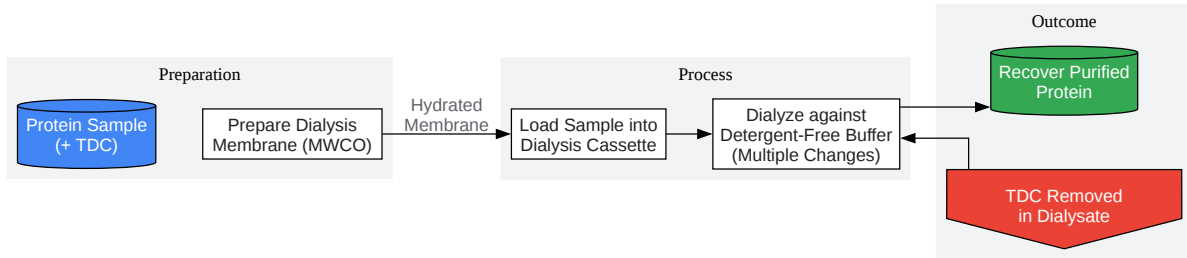 Preparation
Protein Sample
(+ TDC)
Prepare Dialysis
Membrane (MWCO)
Hydrated
Membrane
Process
Load Sample into
Dialysis Cassette
Dialyze against
Detergent-Free Buffer
(Multiple Changes)
Outcome
Recover Purified
Protein
TDC Removed
in Dialysate